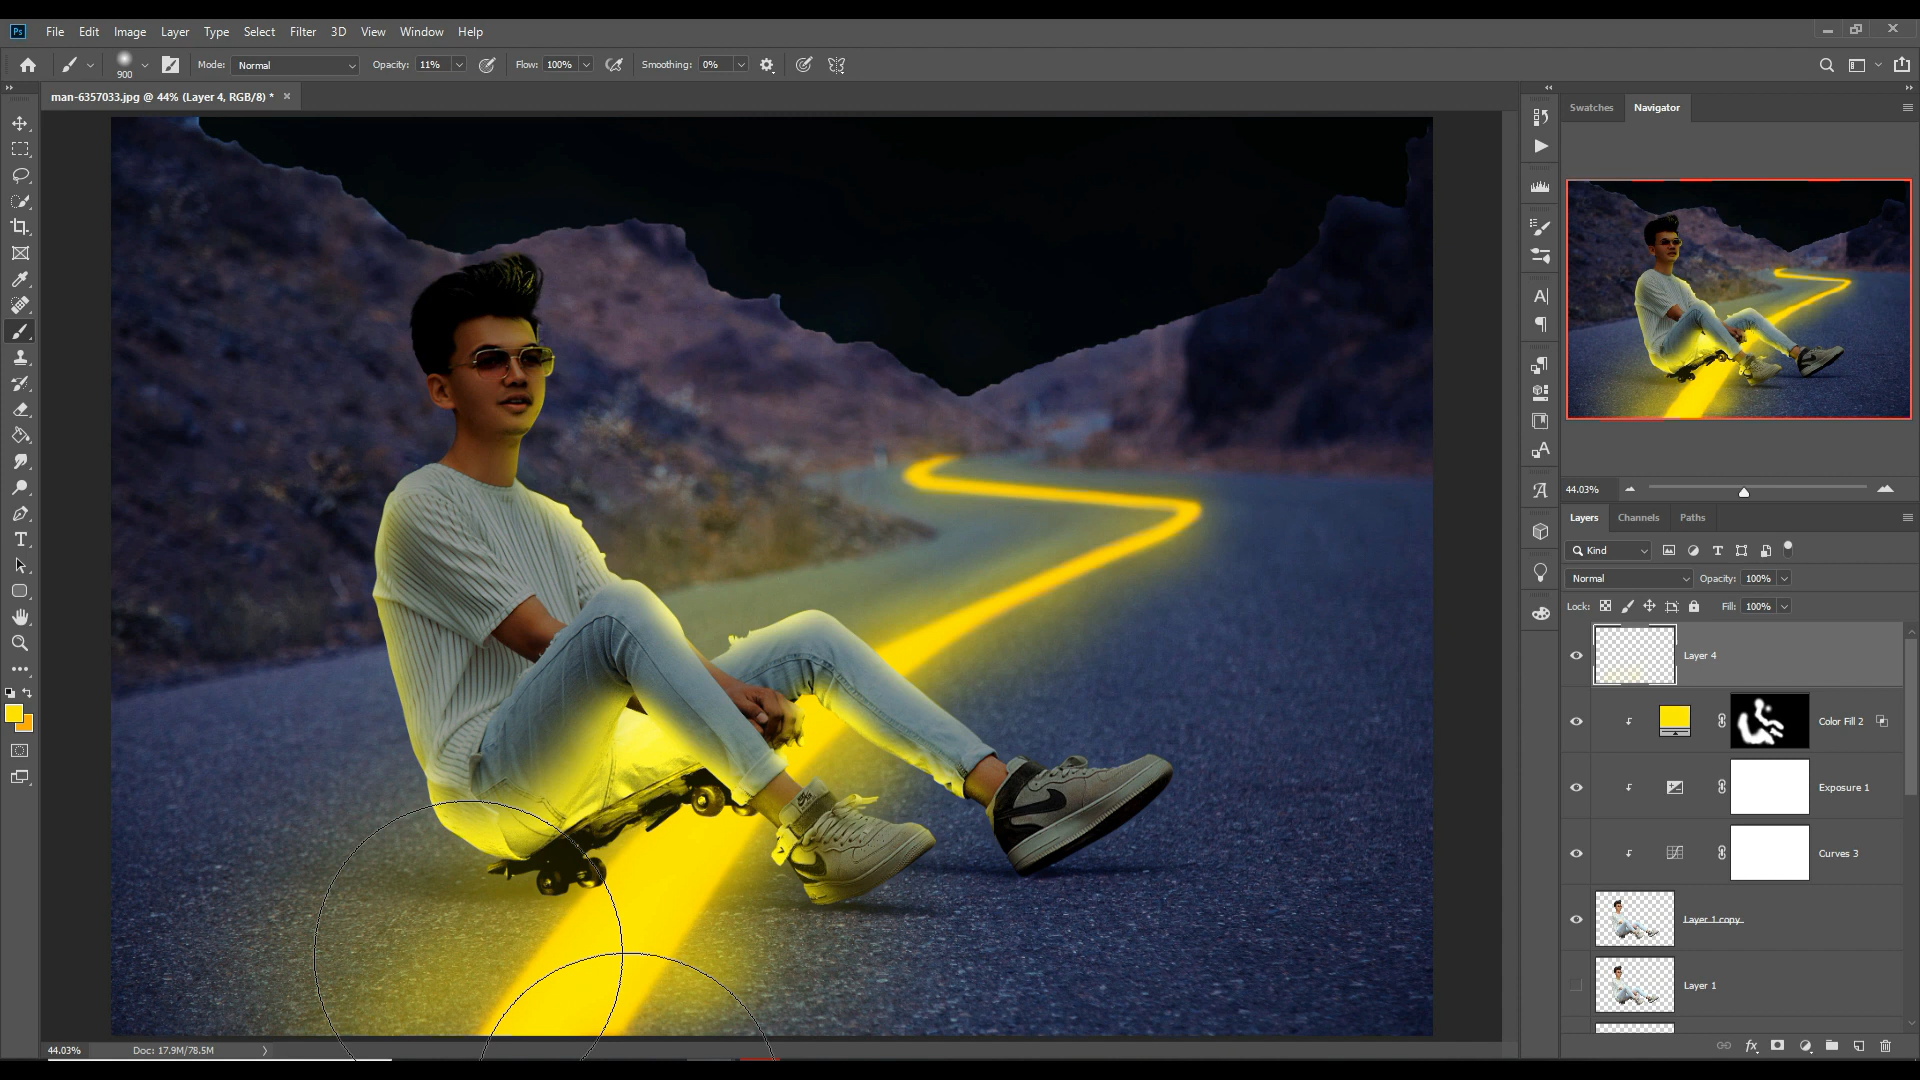 Ps File Edit Image Layer Type Select Filter 3D View Window Help
900 Mode: Normal Opacity: 11% Flow: 100% Smoothing: 0%
man-6357033.jpg @ 44% (Layer 4, RGB/8) * ×
Swatches Navigator
44.03%
Layers Channels Paths
Kind
Normal Opacity: 100%
Lock: Fill: 100%
Layer 4
Color Fill 2
Exposure 1
Curves 3
Layer 1 copy
Layer 1
fx
44.03% Doc: 17.9M/78.5M